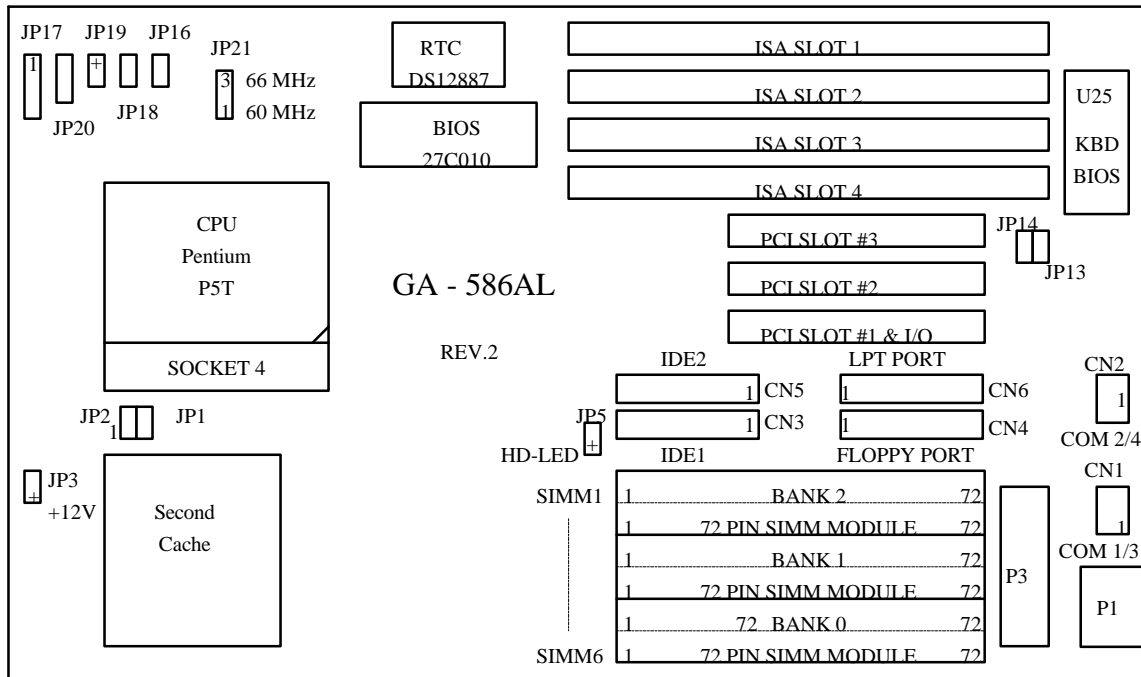 JP17
JP19
JP16
JP21
1
+
JP20
JP18
3 66 MHz
1 60 MHz
RTC
DS12887
BIOS
27C010
ISA SLOT 1
ISA SLOT 2
ISA SLOT 3
ISA SLOT 4
U25
KBD
BIOS
CPU
Pentium
P5T
SOCKET 4
GA - 586AL
REV.2
PCI SLOT #3
PCI SLOT #2
PCI SLOT #1 & I/O
JP14
JP13
IDE2
1 CN5
LPT PORT
1 CN6
CN2
1
COM 2/4
JP2
1
JP1
JP5
+
HD-LED
1 CN3
IDE1
1 CN4
FLOPPY PORT
JP3
+
+12V
Second
Cache
SIMM1
1 BANK 2 72
1 72 PIN SIMM MODULE 72
1 BANK 1 72
1 72 PIN SIMM MODULE 72
1 72 BANK 0 72
SIMM6
1 72 PIN SIMM MODULE 72
P3
CN1
1
COM 1/3
P1